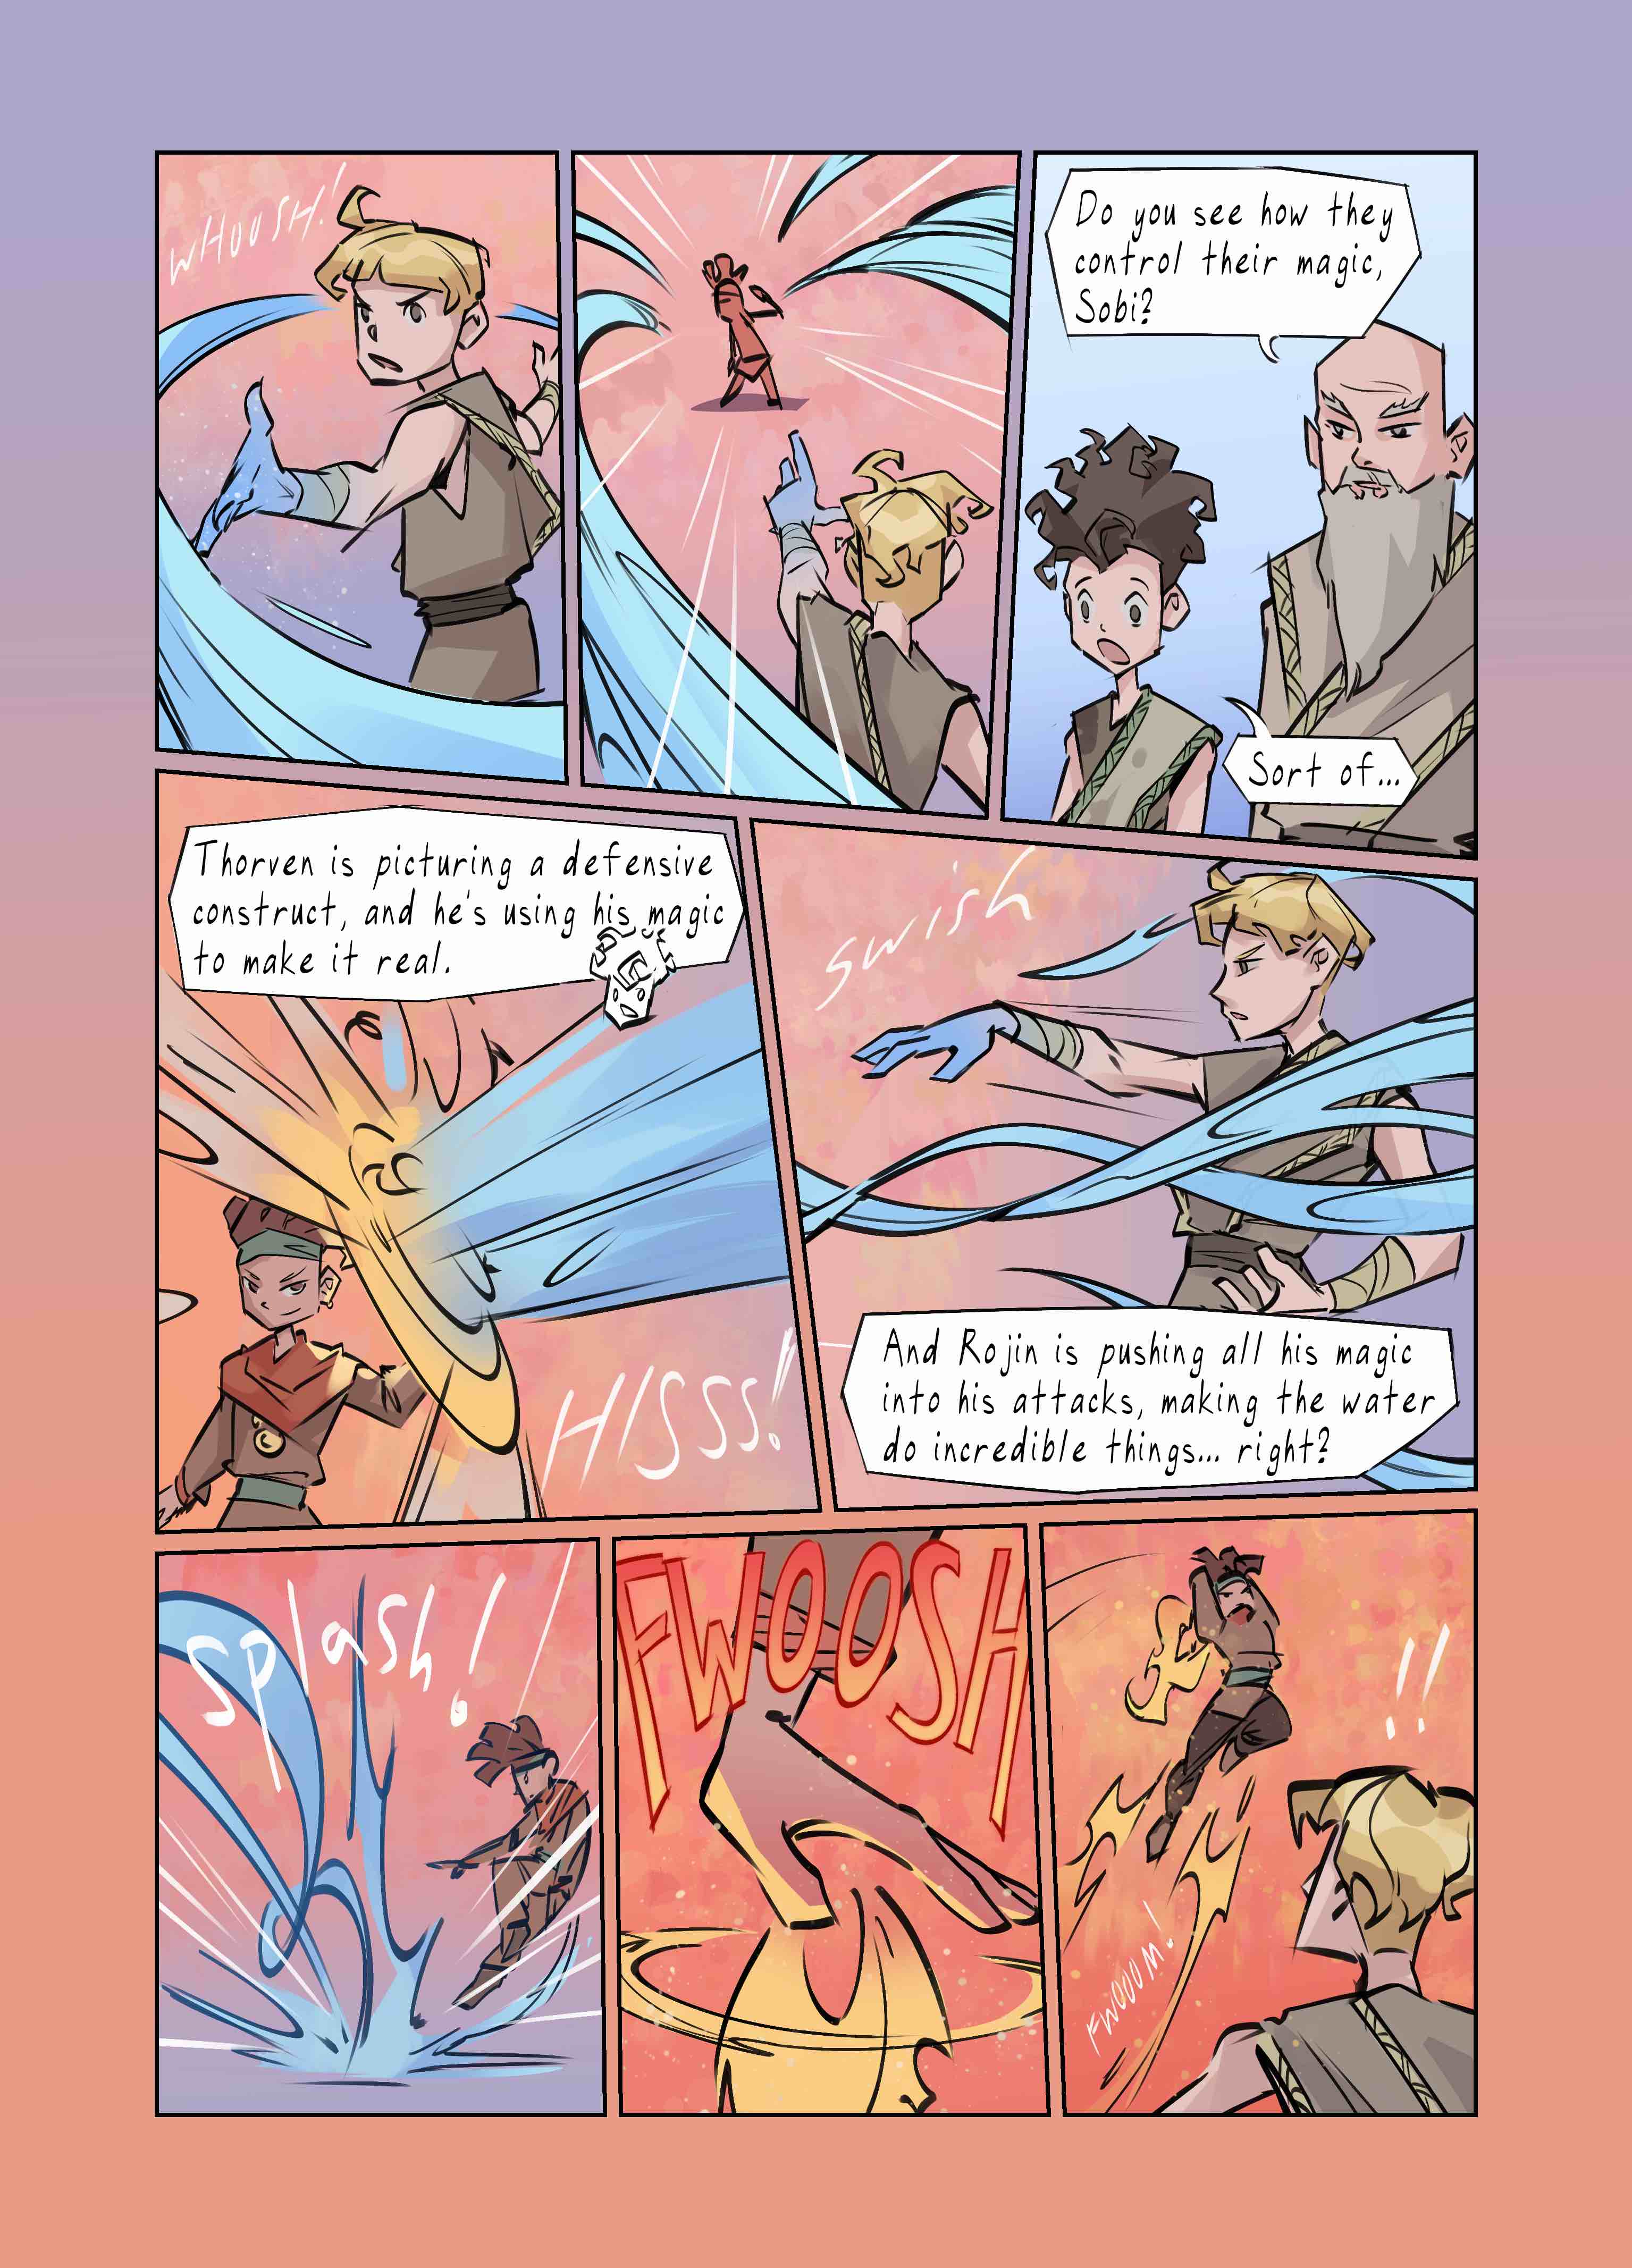 WHOOSH!
Do you see how they
control their magic,
Sobi?
Sort of...
Thorven is picturing a defensive
construct, and he's using his magic
to make it real.
HISSS!
swish
And Rojin is pushing all his magic
into his attacks, making the water
do incredible things... right?
splash!
FWOOSH
!!
FWOOOM!